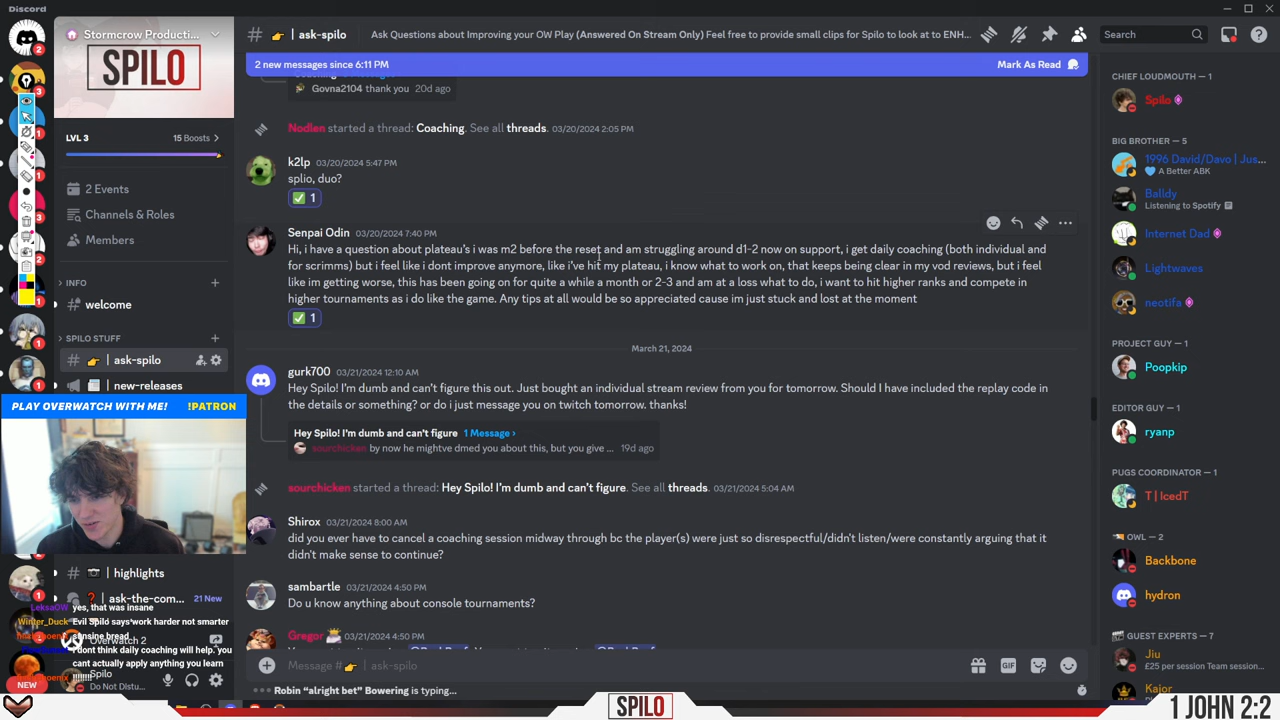 Discord
Stormcrow Producti...
SPILO
LVL 3
15 Boosts
2 Events
Channels & Roles
Members
INFO
welcome
SPILO STUFF
ask-spilo
new-releases
PLAY OVERWATCH WITH ME!
!PATRON
highlights
ask-the-com...
21 New
LeksaOW yes, that was insane
Winter_Duck Evil Spilo says work harder not smarter
sunsine bread
Overwatch 2
I dont think daily coaching will help. you
cant actually apply anything you learn
!!!!!!!!
Spilo
Do Not Distu...
NEW
# | ask-spilo
Ask Questions about Improving your OW Play (Answered On Stream Only) Feel free to provide small clips for Spilo to look at to ENH...
Search
2 new messages since 6:11 PM
Mark As Read
Govna2104 thank you 20d ago
Nodlen started a thread: Coaching. See all threads. 03/20/2024 2:05 PM
k2lp 03/20/2024 5:47 PM
splio, duo?
1
Senpai Odin 03/20/2024 7:40 PM
Hi, i have a question about plateau's i was m2 before the reset and am struggling around d1-2 now on support, i get daily coaching (both individual and
for scrimms) but i feel like i dont improve anymore, like i've hit my plateau, i know what to work on, that keeps being clear in my vod reviews, but i feel
like im getting worse, this has been going on for quite a while a month or 2-3 and am at a loss what to do, i want to hit higher ranks and compete in
higher tournaments as i do like the game. Any tips at all would be so appreciated cause im just stuck and lost at the moment
1
March 21, 2024
gurk700 03/21/2024 12:10 AM
Hey Spilo! I'm dumb and can't figure this out. Just bought an individual stream review from you for tomorrow. Should I have included the replay code in
the details or something? or do i just message you on twitch tomorrow. thanks!
Hey Spilo! I'm dumb and can't figure 1 Message ›
sourchicken by now he mightve dmed you about this, but you give ... 19d ago
sourchicken started a thread: Hey Spilo! I'm dumb and can't figure. See all threads. 03/21/2024 5:04 AM
Shirox 03/21/2024 8:00 AM
did you ever have to cancel a coaching session midway through bc the player(s) were just so disrespectful/didn't listen/were constantly arguing that it
didn't make sense to continue?
sambartle 03/21/2024 4:50 PM
Do u know anything about console tournaments?
Gregor 03/21/2024 4:50 PM
Message # | ask-spilo
GIF
Robin "alright bet" Bowering is typing...
CHIEF LOUDMOUTH — 1
Spilo
BIG BROTHER — 5
1996 David/Davo | Jus...
A Better ABK
Balldy
Listening to Spotify
Internet Dad
Lightwaves
neotifa
PROJECT GUY — 1
Poopkip
EDITOR GUY — 1
ryanp
PUGS COORDINATOR — 1
T | IcedT
OWL — 2
Backbone
hydron
GUEST EXPERTS — 7
Jiu
£25 per session Team session...
Kajor
SPILO
1 JOHN 2:2